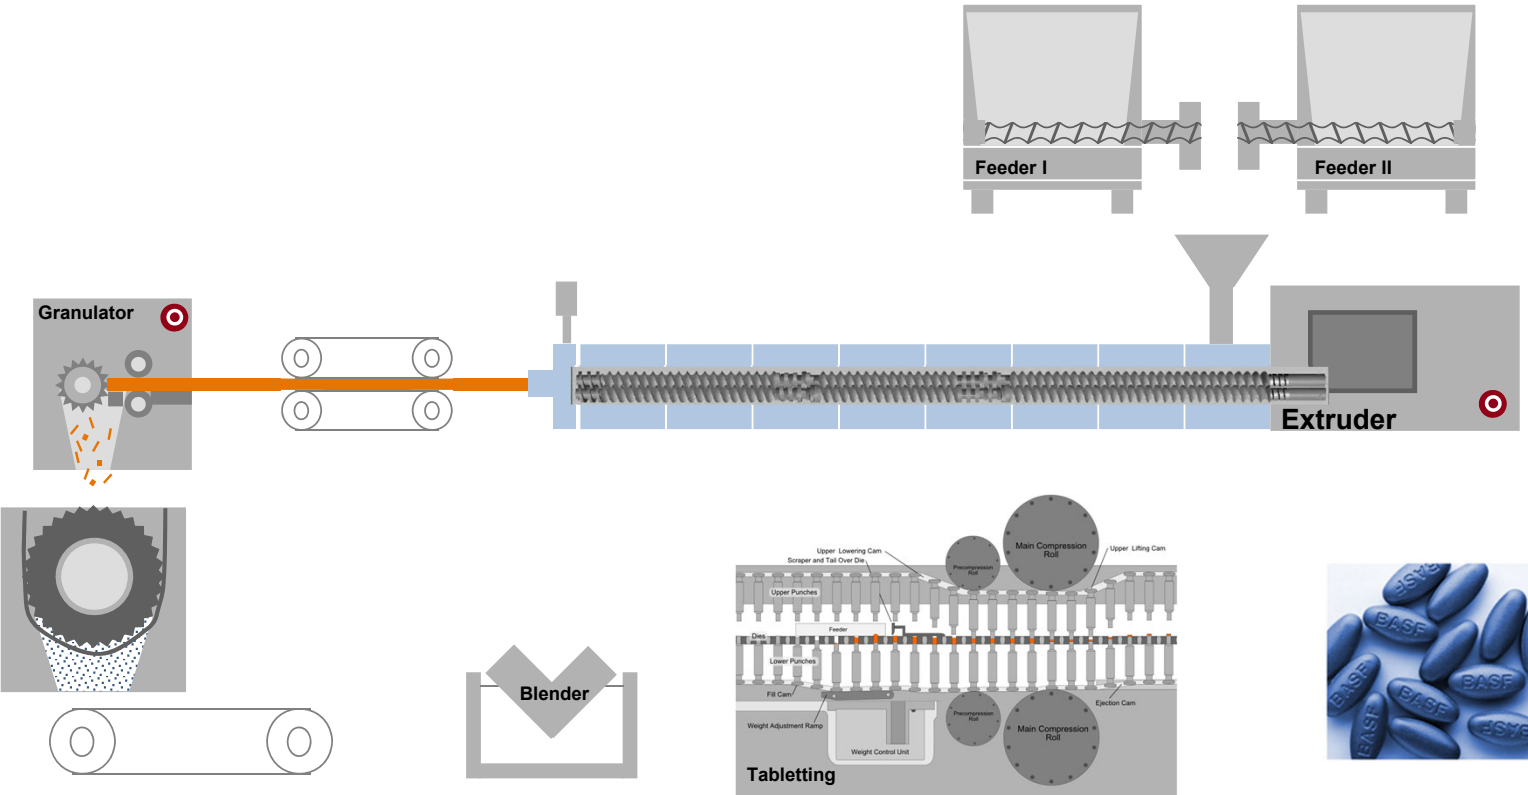 Feeder I
Feeder II
Granulator
Extruder
Upper Lowering Cam
Scraper and Tail Over Die
Main Compression
Roll
Upper Lifting Cam
Precompression
Roll
Upper Punches
Feeder
Dies
Lower Punches
Fill Cam
Ejection Cam
Weight Adjustment Ramp
Precompression
Roll
Main Compression
Roll
Weight Control Unit
Tabletting
Blender
BASF
BASF
BASF
BASF
BASF
BASF
BASF